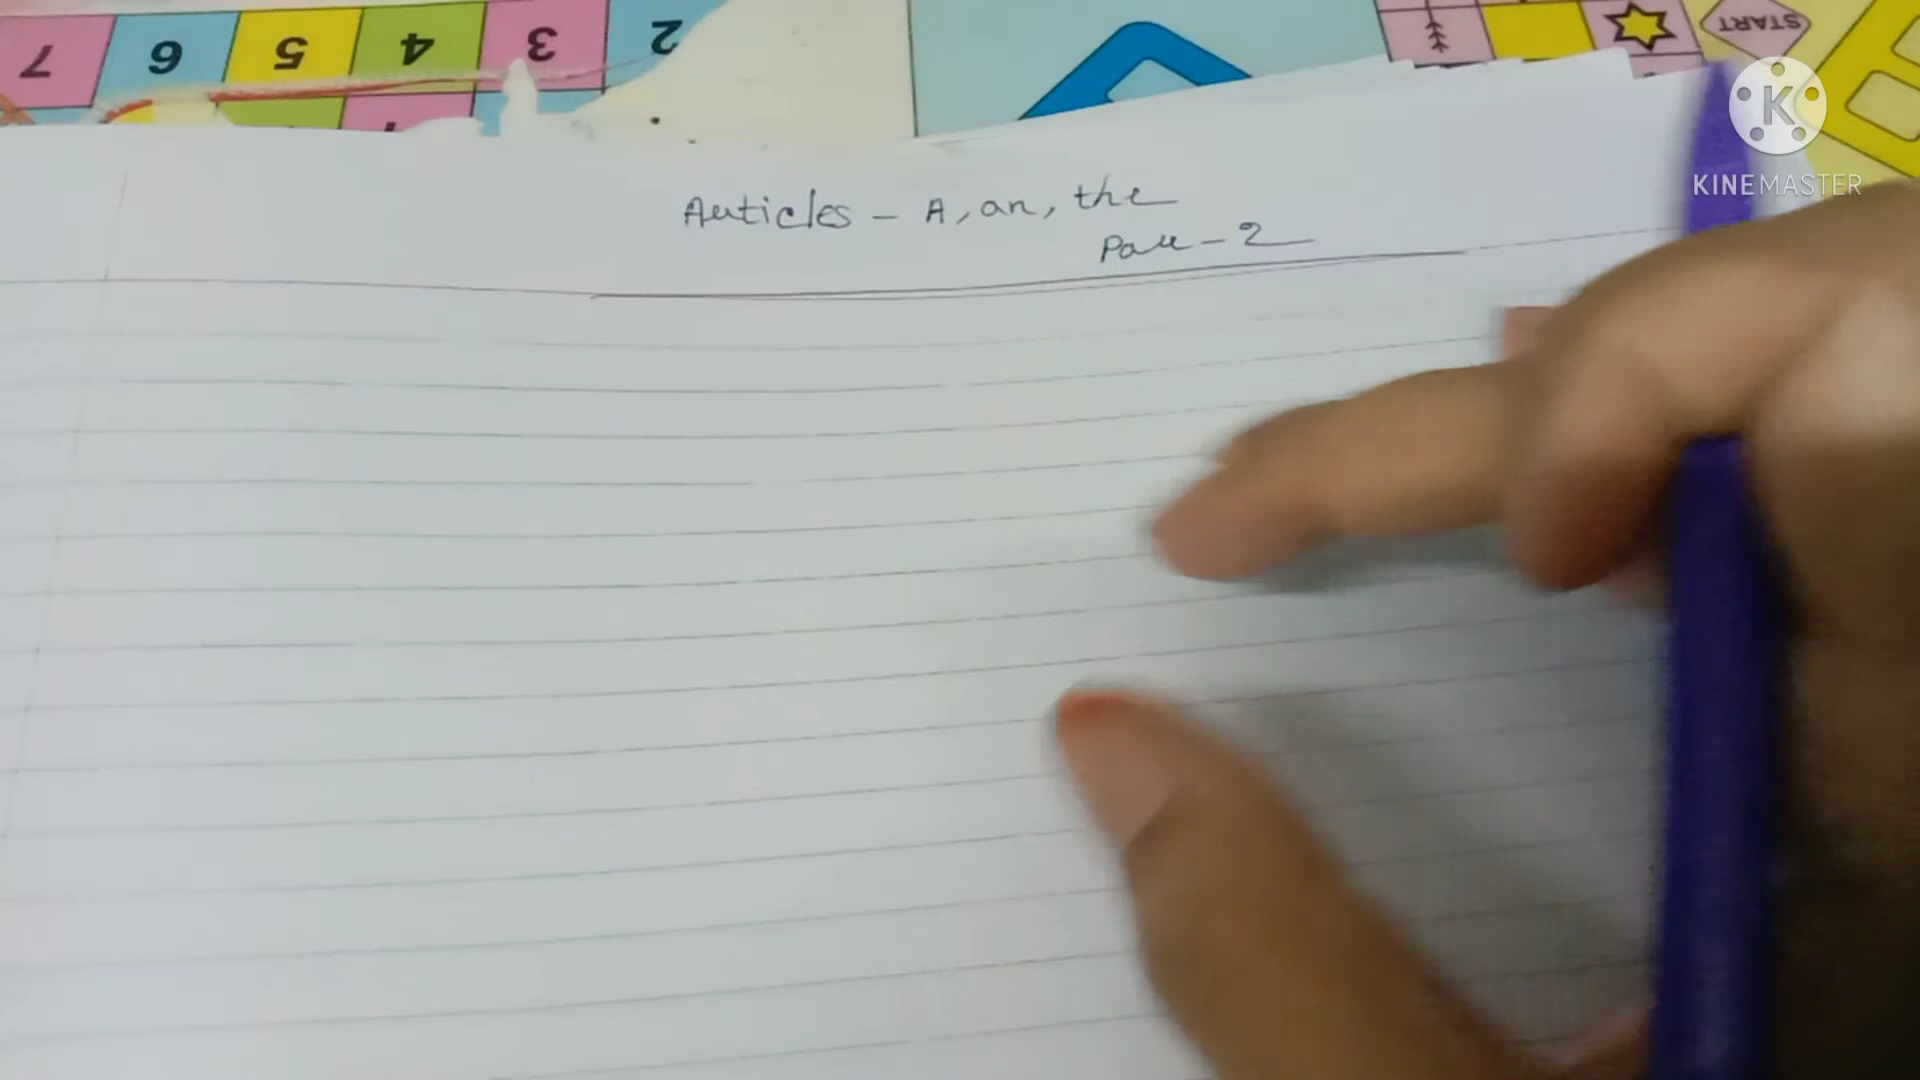 7 6 5 4 3 2
START
KINEMASTER
Articles - A, an, the
Part - 2